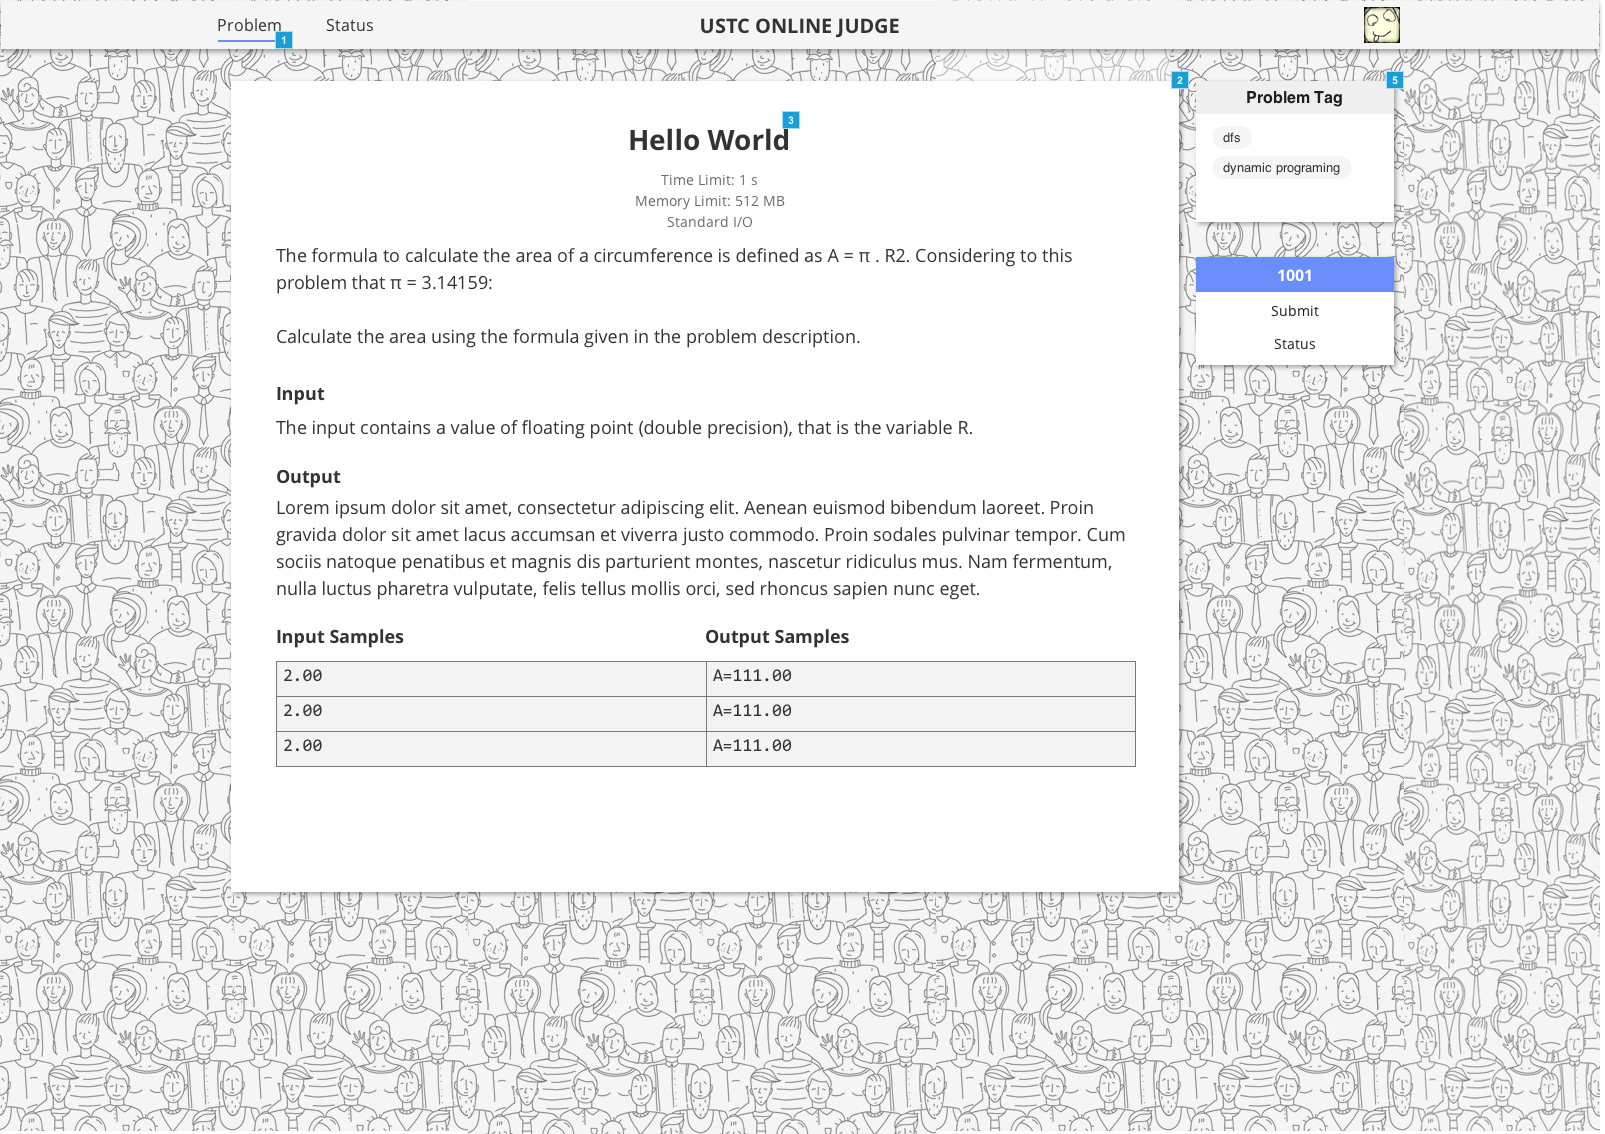 Problem
Status
USTC ONLINE JUDGE
1
2
5
3
Hello World
Time Limit: 1 s
Memory Limit: 512 MB
Standard I/O
The formula to calculate the area of a circumference is defined as A = π . R2. Considering to this
problem that π = 3.14159:
Calculate the area using the formula given in the problem description.
Input
The input contains a value of floating point (double precision), that is the variable R.
Output
Lorem ipsum dolor sit amet, consectetur adipiscing elit. Aenean euismod bibendum laoreet. Proin
gravida dolor sit amet lacus accumsan et viverra justo commodo. Proin sodales pulvinar tempor. Cum
sociis natoque penatibus et magnis dis parturient montes, nascetur ridiculus mus. Nam fermentum,
nulla luctus pharetra vulputate, felis tellus mollis orci, sed rhoncus sapien nunc eget.
Input Samples
Output Samples
2.00
A=111.00
2.00
A=111.00
2.00
A=111.00
Problem Tag
dfs
dynamic programing
1001
Submit
Status